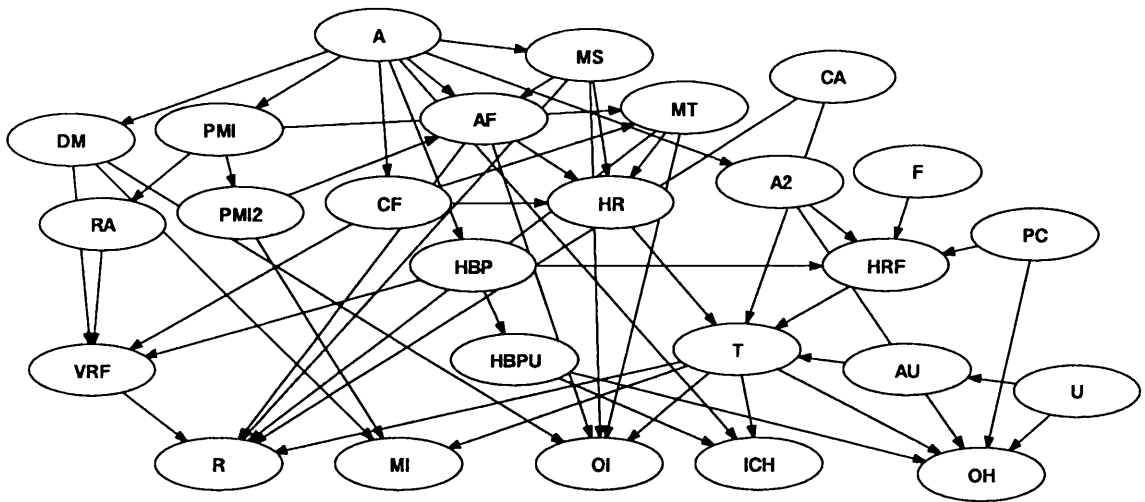 A
MS
CA
MT
AF
PMI
DM
F
A2
PMI2
CF
HR
RA
PC
HBP
HRF
T
HBPU
VRF
AU
U
R
MI
OI
ICH
OH